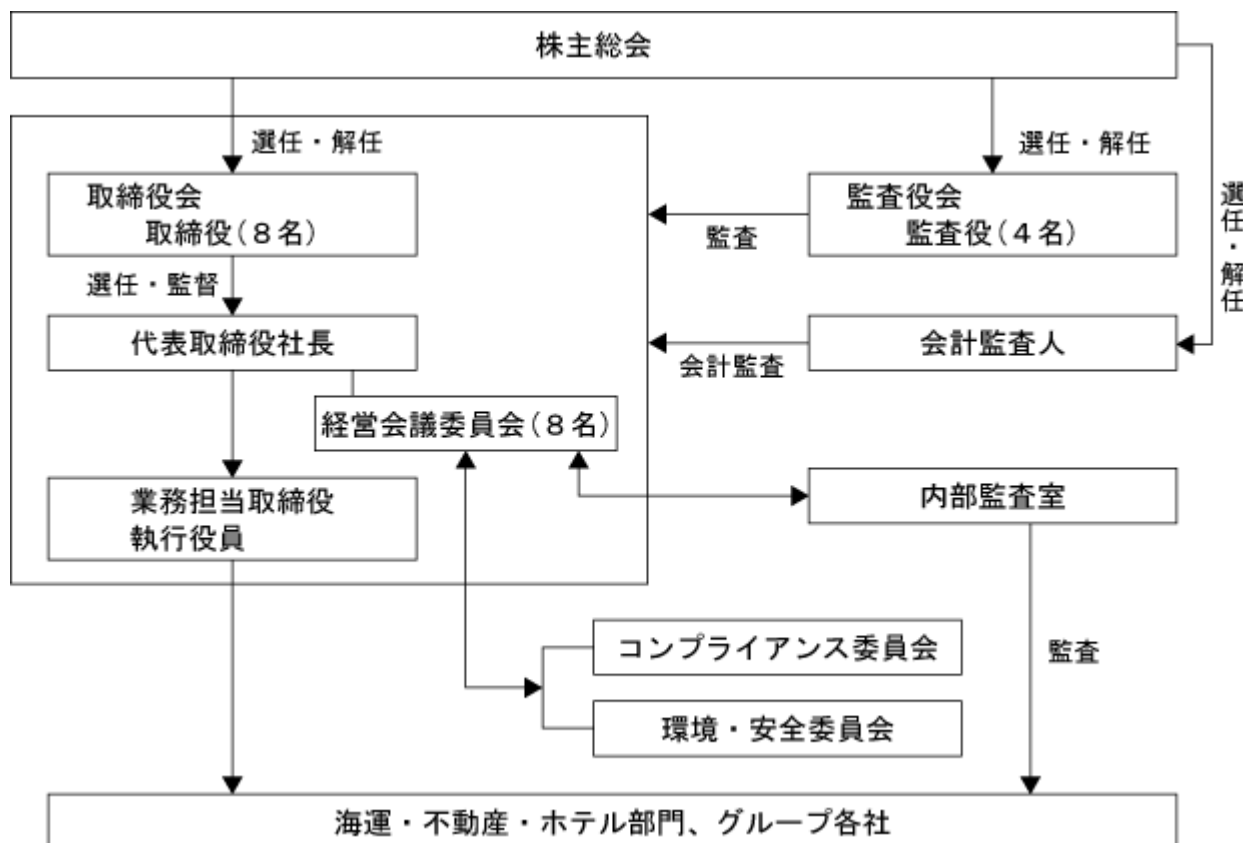 株主総会
選任・解任
選任・解任
選任・解任
取締役会
取締役(8名)
監査役会
監査役(4名)
監査
選任・監督
代表取締役社長
会計監査人
会計監査
経営会議委員会(8名)
業務担当取締役
執行役員
内部監査室
コンプライアンス委員会
監査
環境・安全委員会
海運・不動産・ホテル部門、グループ各社